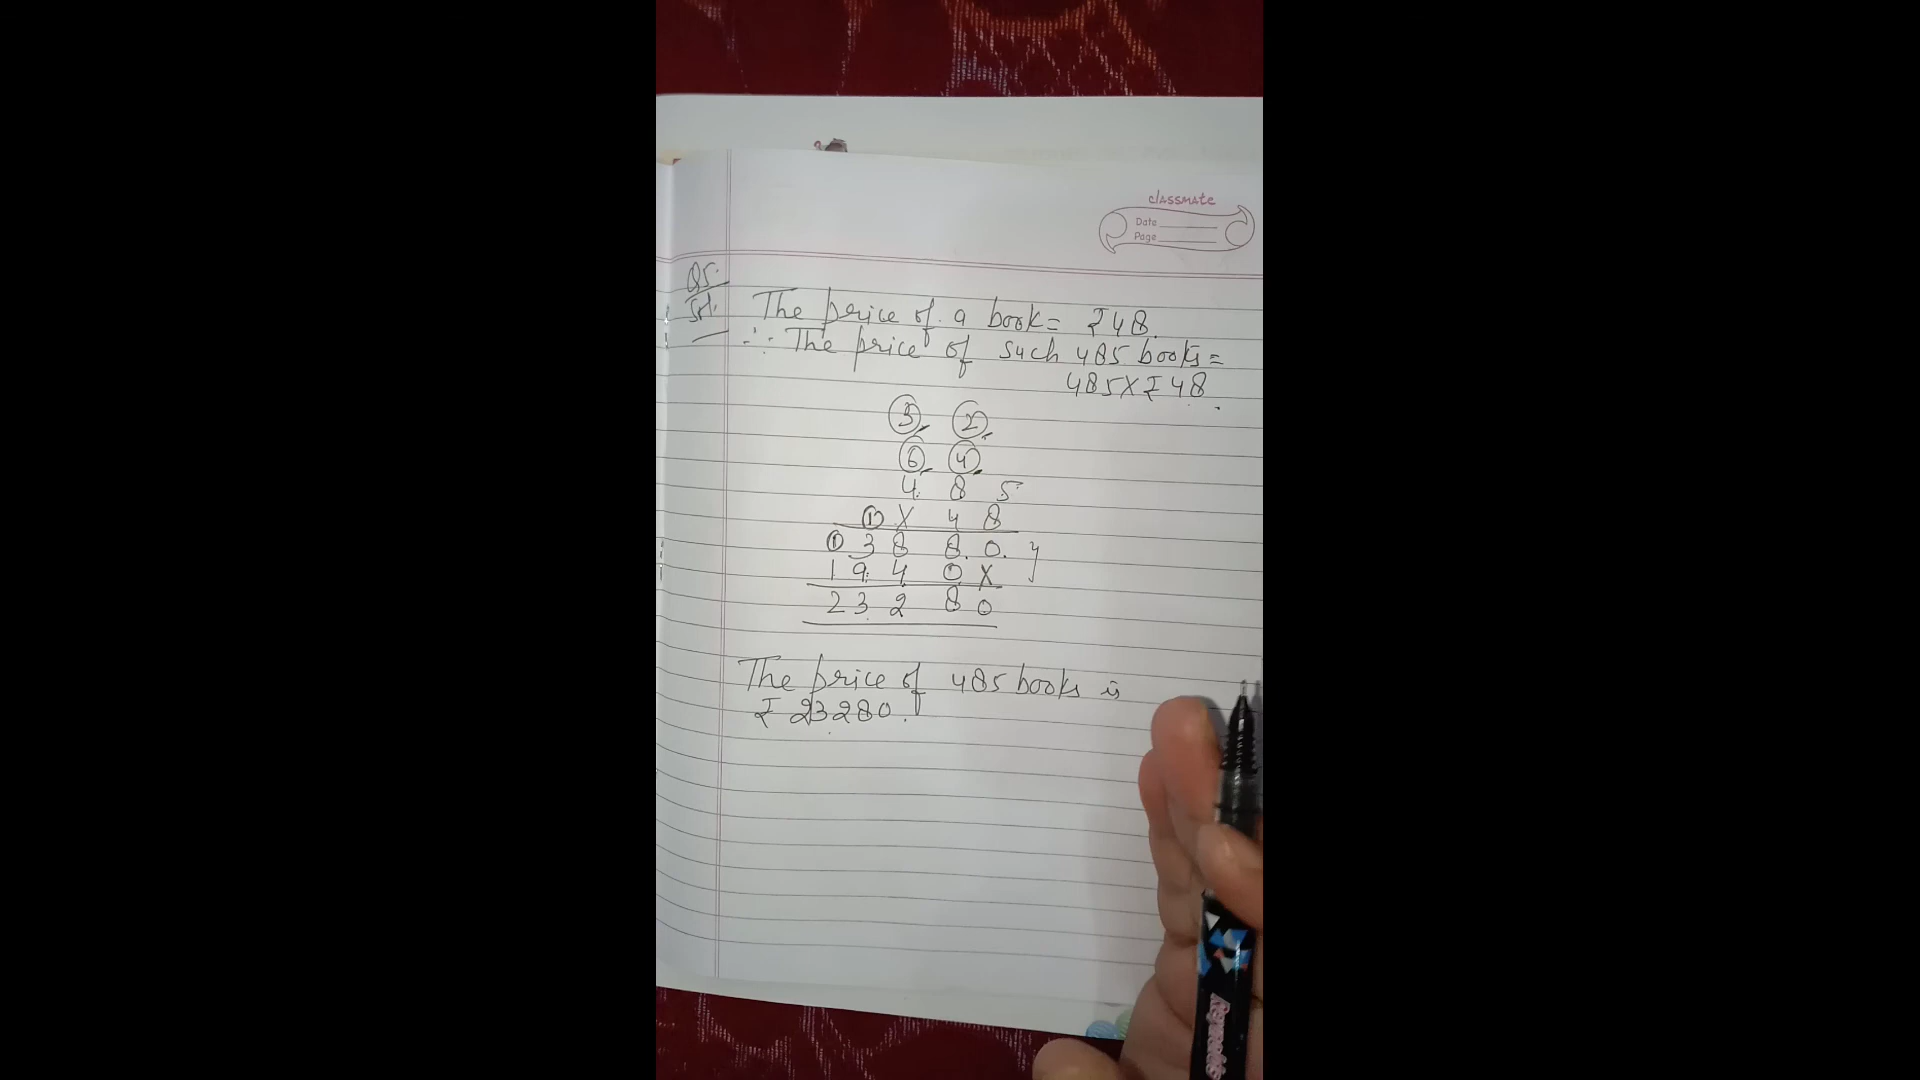 classmate
Date
Page
Q5.
Sol.
The price of a book = ₹48.
∴ The price of such 485 books =
485X₹48.
3 2
6 4
4 8 5
1 X 4 8
1 3 8 8 0
1 9 4 0 X
2 3 2 8 0
The price of 485 books is
₹ 23280.
Reynolds